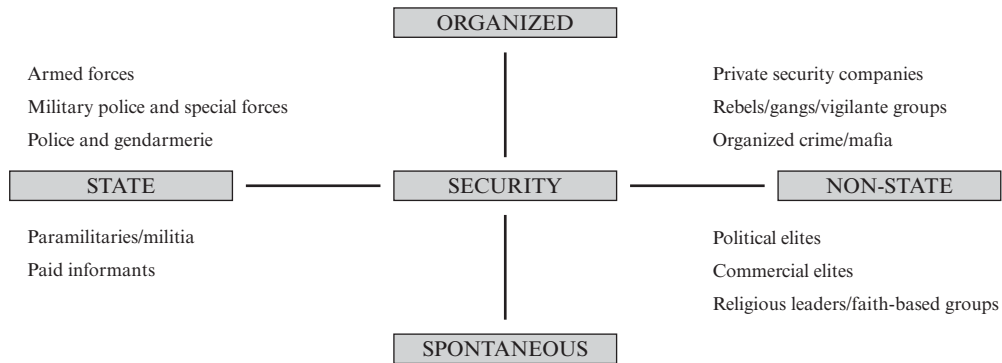 ORGANIZED
Armed forces
Military police and special forces
Police and gendarmerie
Private security companies
Rebels/gangs/vigilante groups
Organized crime/mafia
STATE
SECURITY
NON-STATE
Paramilitaries/militia
Paid informants
Political elites
Commercial elites
Religious leaders/faith-based groups
SPONTANEOUS